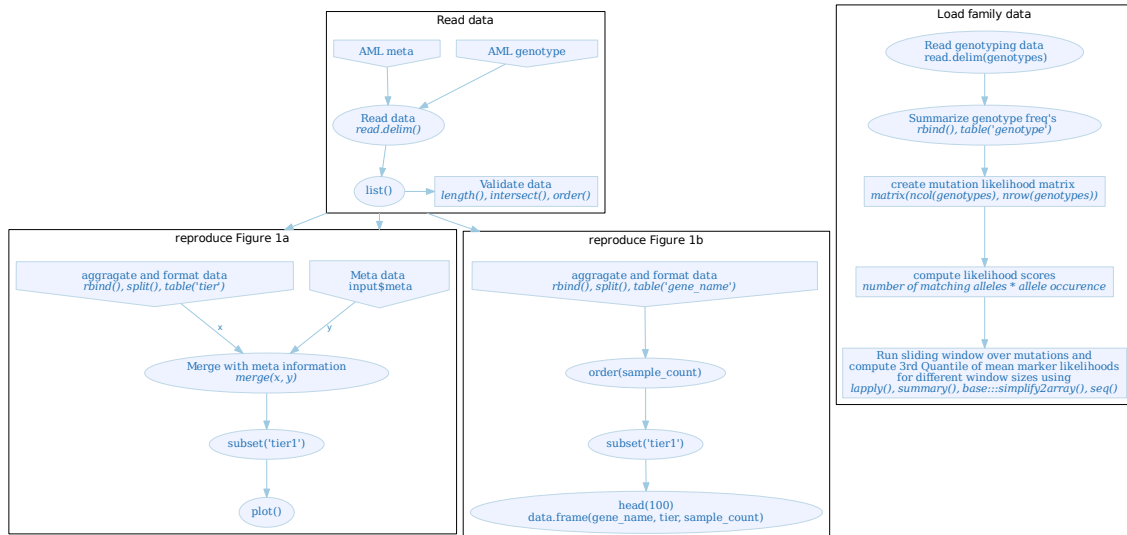 Read data
AML meta
AML genotype
Read data
read.delim()
list()
Validate data
length(), intersect(), order()
reproduce Figure 1a
aggragate and format data
rbind(), split(), table('tier')
Meta data
input$meta
x
y
Merge with meta information
merge(x, y)
subset('tier1')
plot()
reproduce Figure 1b
aggragate and format data
rbind(), split(), table('gene_name')
order(sample_count)
subset('tier1')
head(100)
data.frame(gene_name, tier, sample_count)
Load family data
Read genotyping data
read.delim(genotypes)
Summarize genotype freq's
rbind(), table('genotype')
create mutation likelihood matrix
matrix(ncol(genotypes), nrow(genotypes))
compute likelihood scores
number of matching alleles * allele occurence
Run sliding window over mutations and
compute 3rd Quantile of mean marker likelihoods
for different window sizes using
lapply(), summary(), base:::simplify2array(), seq()